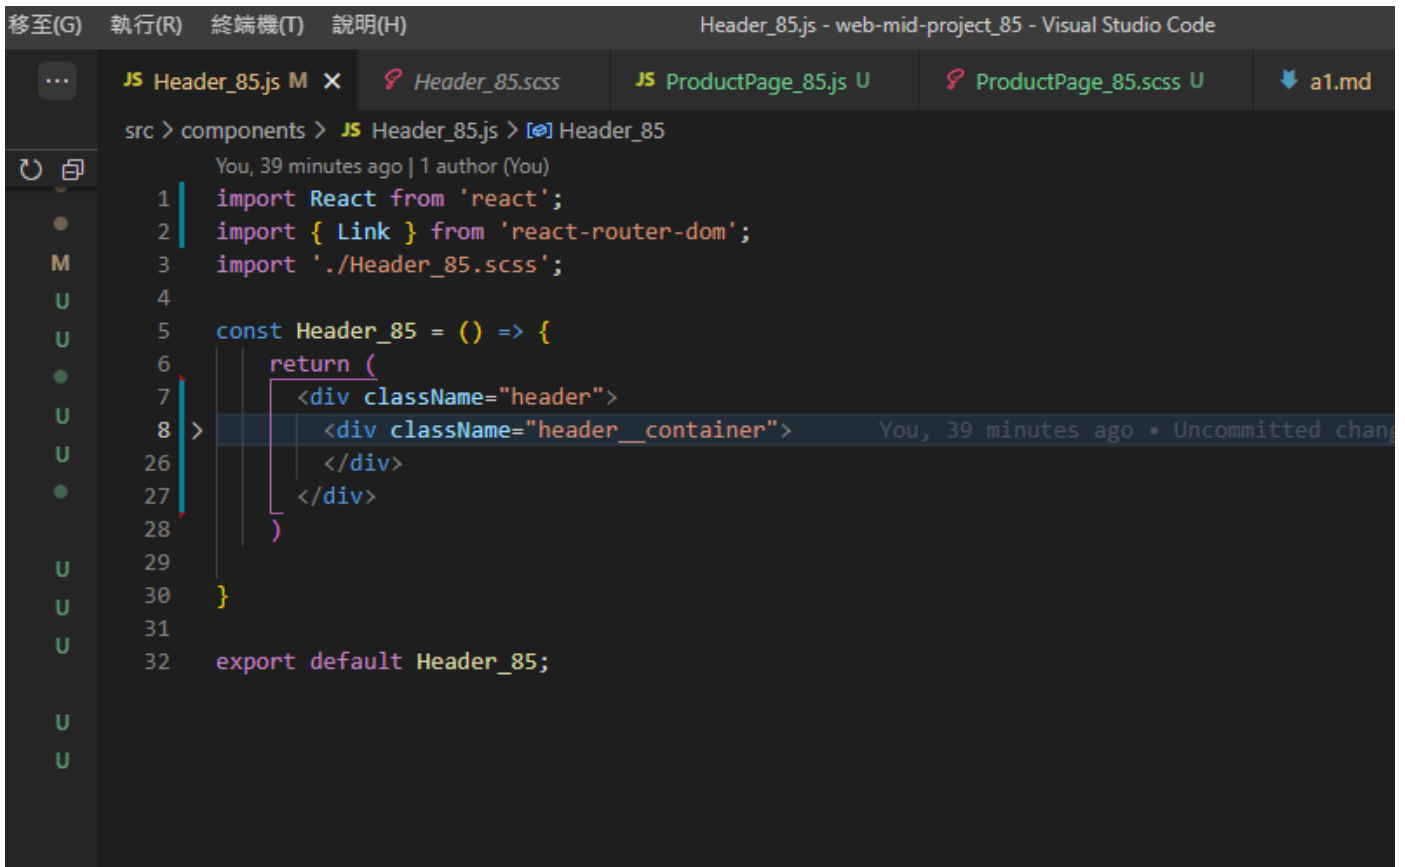 移至(G) 執行(R) 終端機(T) 說明(H) Header_85.js - web-mid-project_85 - Visual Studio Code
··· JS Header_85.js M Header_85.scss JS ProductPage_85.js U ProductPage_85.scss U a1.md
src > components > JS Header_85.js > Header_85
You, 39 minutes ago | 1 author (You)
1 import React from 'react';
2 import { Link } from 'react-router-dom';
M 3 import './Header_85.scss';
U 4
U 5 const Header_85 = () => {
6 return (
7 <div className="header">
U 8 <div className="header__container"> You, 39 minutes ago • Uncommitted chang
U 26 </div>
27 </div>
28 )
U 29
U 30 }
U 31
32 export default Header_85;
U
U